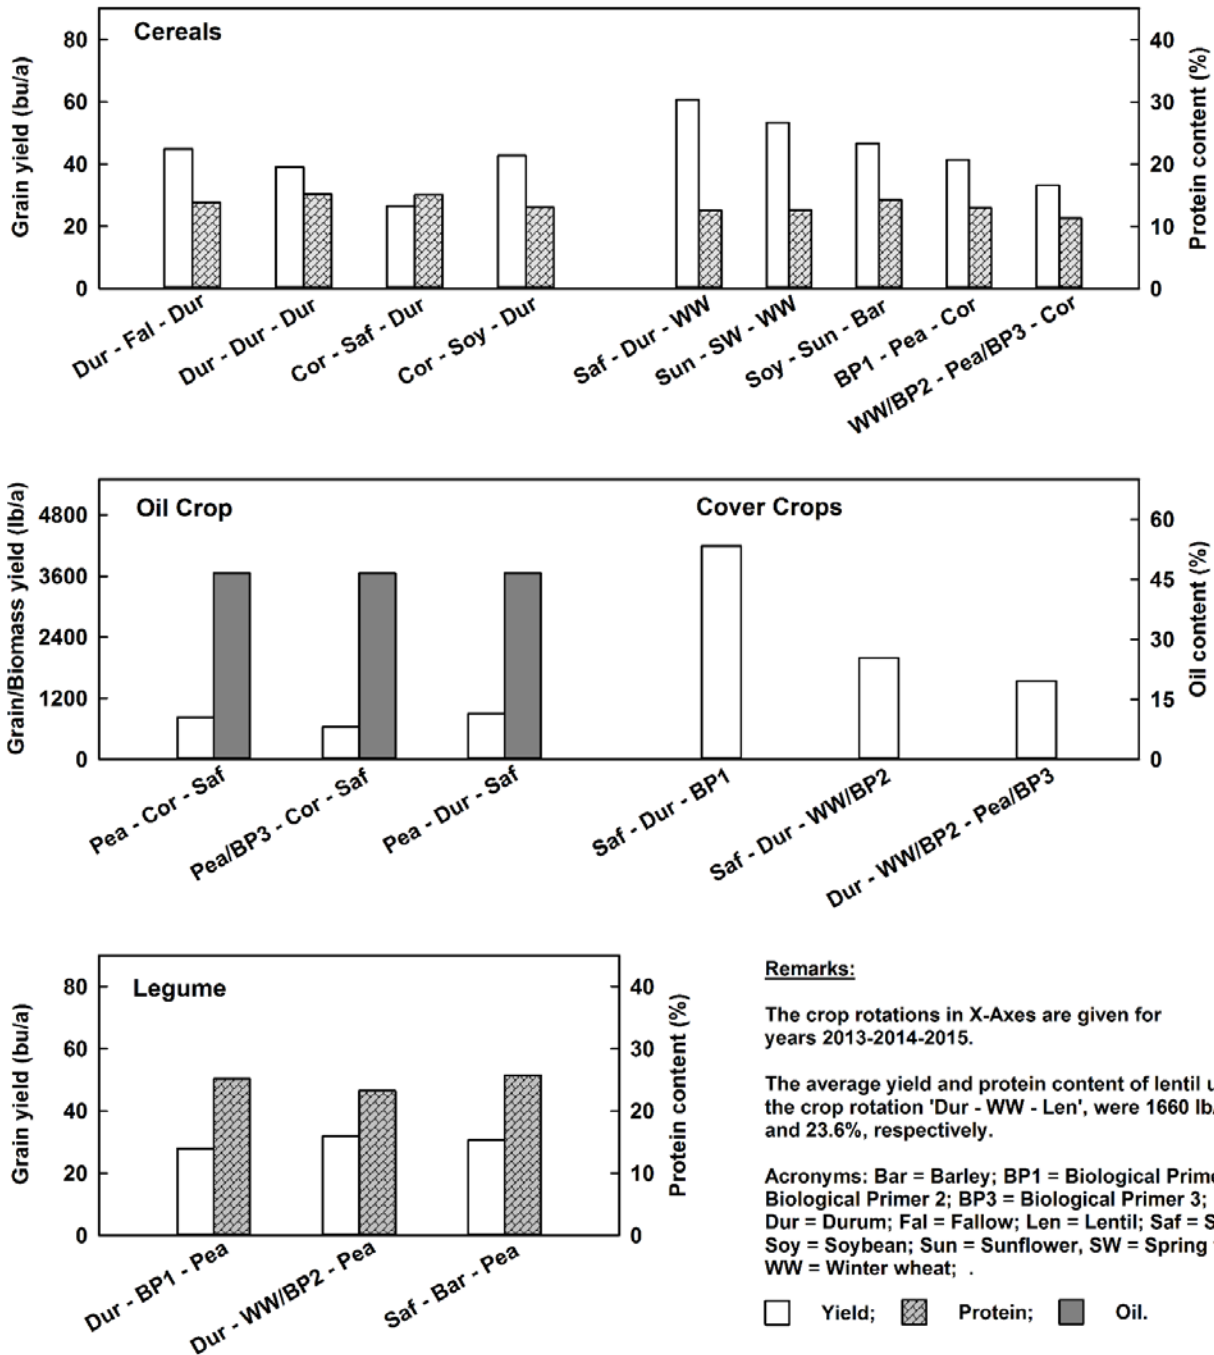 Cereals
Grain yield (bu/a)
80
60
40
20
0
Protein content (%)
40
30
20
10
0
Dur - Fal - Dur
Dur - Dur - Dur
Cor - Saf - Dur
Cor - Soy - Dur
Saf - Dur - WW
Sun - SW - WW
Soy - Sun - Bar
BP1 - Pea - Cor
WW/BP2 - Pea/BP3 - Cor
Oil Crop
Cover Crops
Grain/Biomass yield (lb/a)
4800
3600
2400
1200
0
Oil content (%)
60
45
30
15
0
Pea - Cor - Saf
Pea/BP3 - Cor - Saf
Pea - Dur - Saf
Saf - Dur - BP1
Saf - Dur - WW/BP2
Dur - WW/BP2 - Pea/BP3
Legume
Grain yield (bu/a)
80
60
40
20
0
Protein content (%)
40
30
20
10
0
Dur - BP1 - Pea
Dur - WW/BP2 - Pea
Saf - Bar - Pea
Remarks:
The crop rotations in X-Axes are given for
years 2013-2014-2015.
The average yield and protein content of lentil
the crop rotation 'Dur - WW - Len', were 1660
and 23.6%, respectively.
Acronyms: Bar = Barley; BP1 = Biological
Biological Primer 2; BP3 = Biological Primer 3;
Dur = Durum; Fal = Fallow; Len = Lentil; Saf =
Soy = Soybean; Sun = Sunflower, SW = Spring
WW = Winter wheat; .
Yield; Protein; Oil.